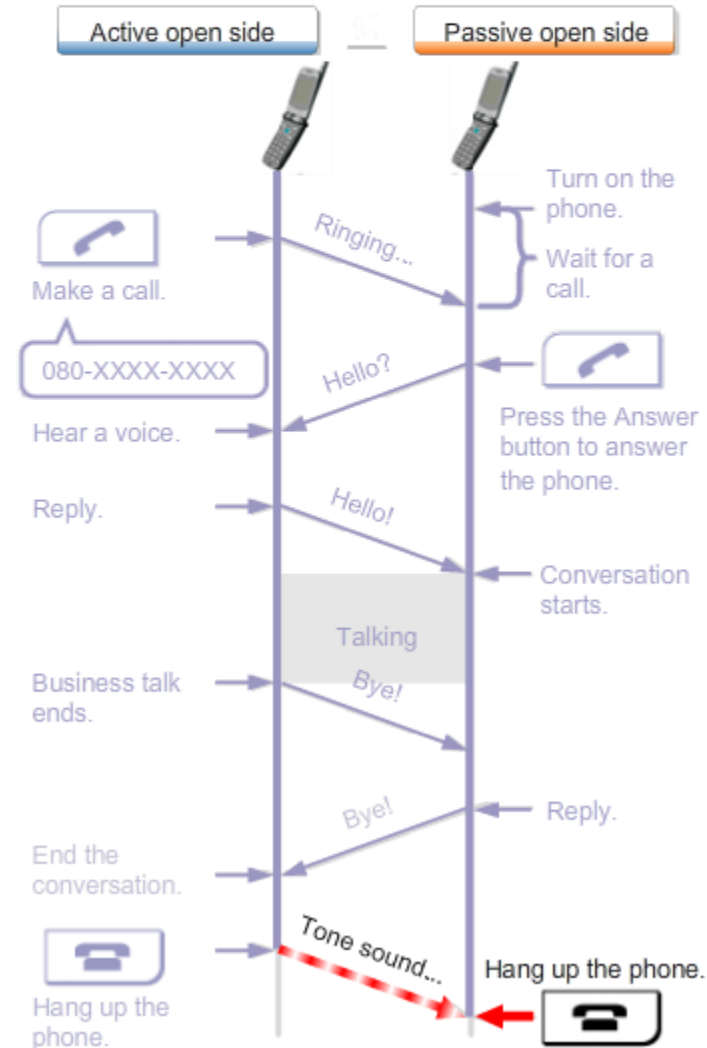 Active open side
Passive open side
Turn on the
phone.
Ringing...
Wait for a
call.
Make a call.
080-XXXX-XXXX
Hello?
Press the Answer
button to answer
the phone.
Hear a voice.
Reply.
Hello!
Conversation
starts.
Talking
Business talk
ends.
Bye!
Bye!
Reply.
End the
conversation.
Tone sound...
Hang up the phone.
Hang up the
phone.